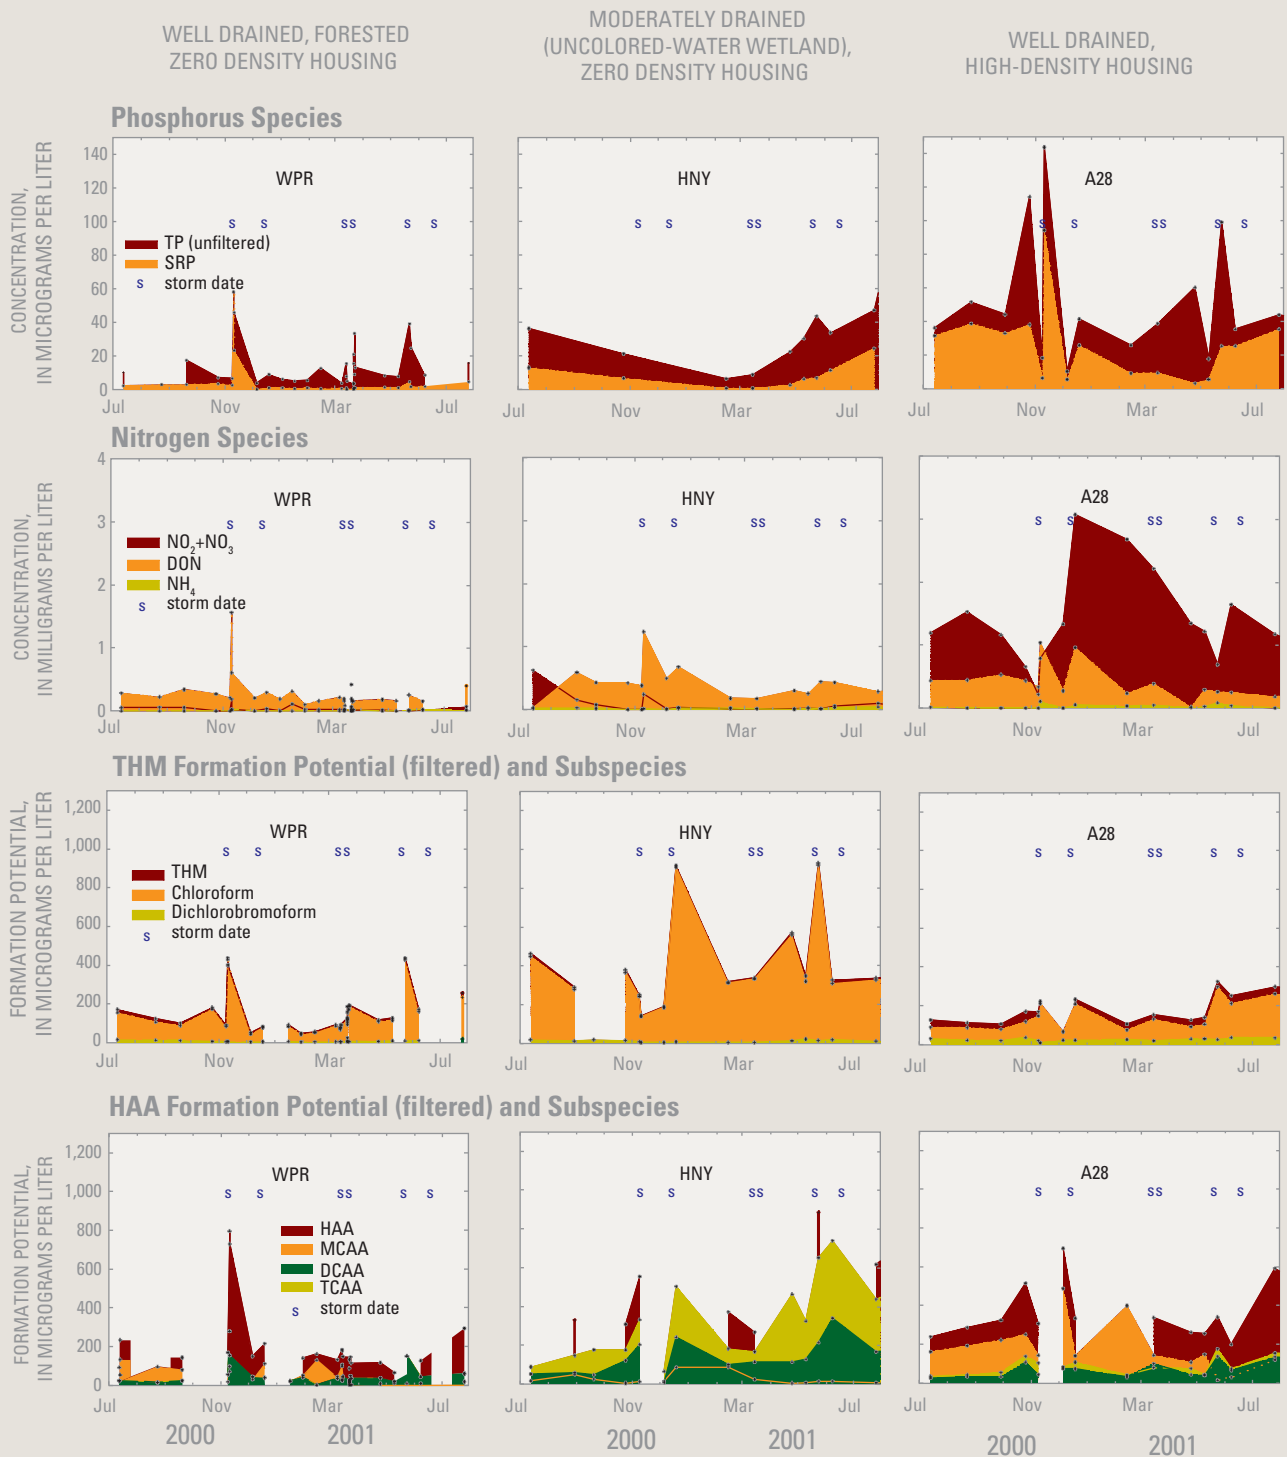 WELL DRAINED, FORESTED
ZERO DENSITY HOUSING
MODERATELY DRAINED
(UNCOLORED-WATER WETLAND),
ZERO DENSITY HOUSING
WELL DRAINED,
HIGH-DENSITY HOUSING
Phosphorus Species
CONCENTRATION,
IN MICROGRAMS PER LITER
140
120
100
80
60
40
20
0
WPR
S S SS S S
TP (unfiltered)
SRP
s storm date
Jul Nov Mar Jul
HNY
S S SS S S
Jul Nov Mar Jul
A28
S S SS S S
Nov Mar Jul
Nitrogen Species
CONCENTRATION,
IN MILLIGRAMS PER LITER
4
3
2
1
0
WPR
S S SS S S
NO2+NO3
DON
NH4
s storm date
Jul Nov Mar Jul
HNY
S S SS S S
Jul Nov Mar Jul
A28
S S SS S S
Jul Nov Mar Jul
THM Formation Potential (filtered) and Subspecies
FORMATION POTENTIAL,
IN MICROGRAMS PER LITER
1,200
1,000
800
600
400
200
0
WPR
S S SS S S
THM
Chloroform
Dichlorobromoform
s storm date
Jul Nov Mar Jul
HNY
S S SS S S
Jul Nov Mar Jul
A28
S S SS S S
Nov Mar Jul
HAA Formation Potential (filtered) and Subspecies
FORMATION POTENTIAL,
IN MICROGRAMS PER LITER
1,200
1,000
800
600
400
200
0
WPR
S S SS S S
HAA
MCAA
DCAA
TCAA
s storm date
Jul Nov Mar Jul
HNY
S S SS S S
Jul Nov Mar Jul
A28
S S SS S S
Jul Nov Mar Jul
2000 2001
2000 2001
2000 2001